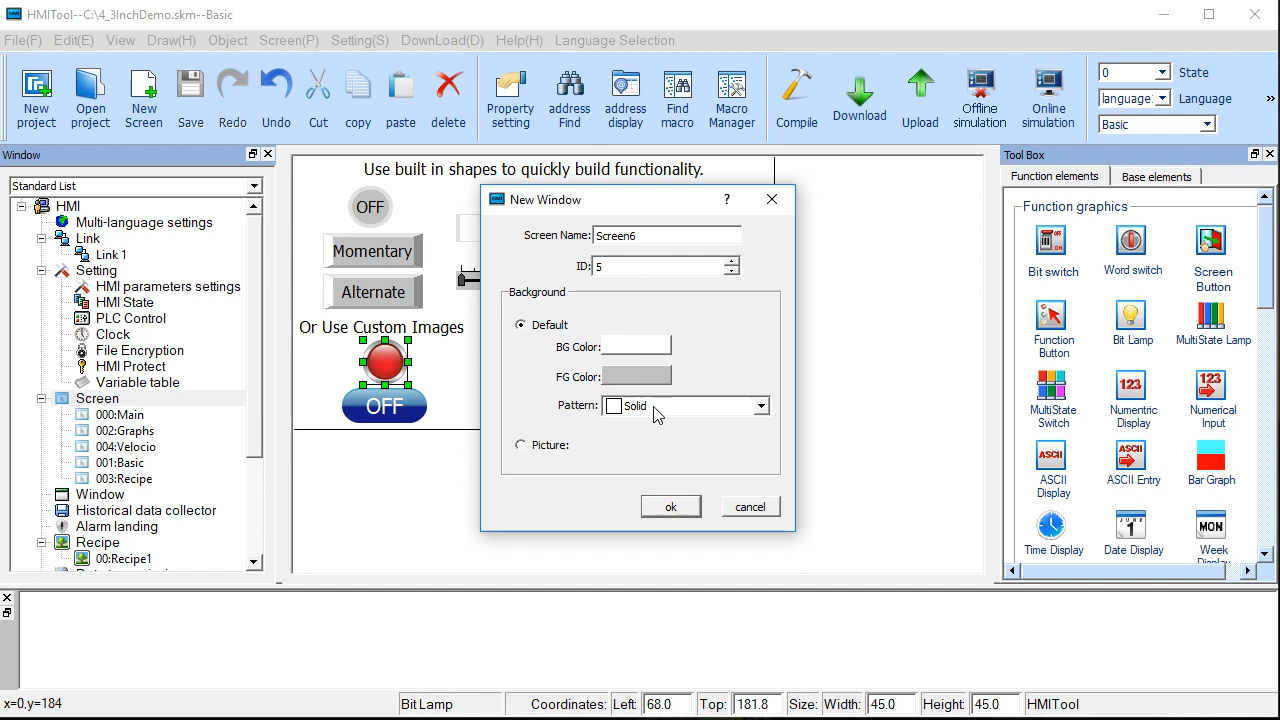 HMITool--C:\4_3InchDemo.skm--Basic
File(F) Edit(E) View Draw(H) Object Screen(P) Setting(S) DownLoad(D) Help(H) Language Selection
New project
Open project
New Screen
Save
Redo
Undo
Cut
copy
paste
delete
Property setting
address Find
address display
Find macro
Macro Manager
Compile
Download
Upload
Offline simulation
Online simulation
0 State
language: Language
Basic
»
Window
Standard List
HMI
Multi-language settings
Link
Link 1
Setting
HMI parameters settings
HMI State
PLC Control
Clock
File Encryption
HMI Protect
Variable table
Screen
000:Main
002:Graphs
004:Velocio
001:Basic
003:Recipe
Window
Historical data collector
Alarm landing
Recipe
00:Recipe1
Use built in shapes to quickly build functionality.
OFF
Momentary
Alternate
Or Use Custom Images
OFF
HMI New Window ?
Screen Name: Screen6
ID: 5
Background
Default
BG Color:
FG Color:
Pattern: Solid
Picture:
ok cancel
Tool Box
Function elements Base elements
Function graphics
Bit switch
Word switch
Screen Button
Function Button
Bit Lamp
MultiState Lamp
MultiState Switch
123
Numerric Display
123
Numerical Input
ASCII
ASCII Display
ASCII
ASCII Entry
Bar Graph
Time Display
JUNE 1
Date Display
MON
Week
x=0,y=184 Bit Lamp Coordinates: Left: 68.0 Top: 181.8 Size: Width: 45.0 Height: 45.0 HMITool